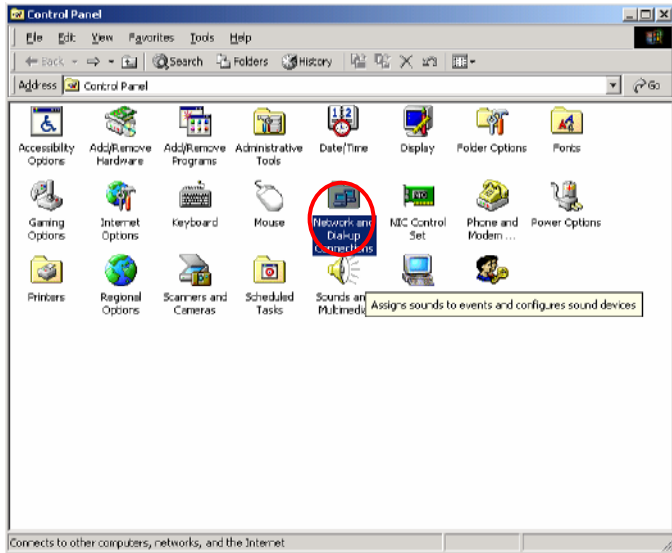 Control Panel
File Edit View Favorites Tools Help
Back Search Folders History
Address Control Panel Go
Accessibility Options
Add/Remove Hardware
Add/Remove Programs
Administrative Tools
Date/Time
Display
Folder Options
Fonts
Gaming Options
Internet Options
Keyboard
Mouse
Network and Dial-up Connections
NIC Control Set
Phone and Modem ...
Power Options
Printers
Regional Options
Scanners and Cameras
Scheduled Tasks
Sounds an
Multimedia
Assigns sounds to events and configures sound devices
Connects to other computers, networks, and the Internet